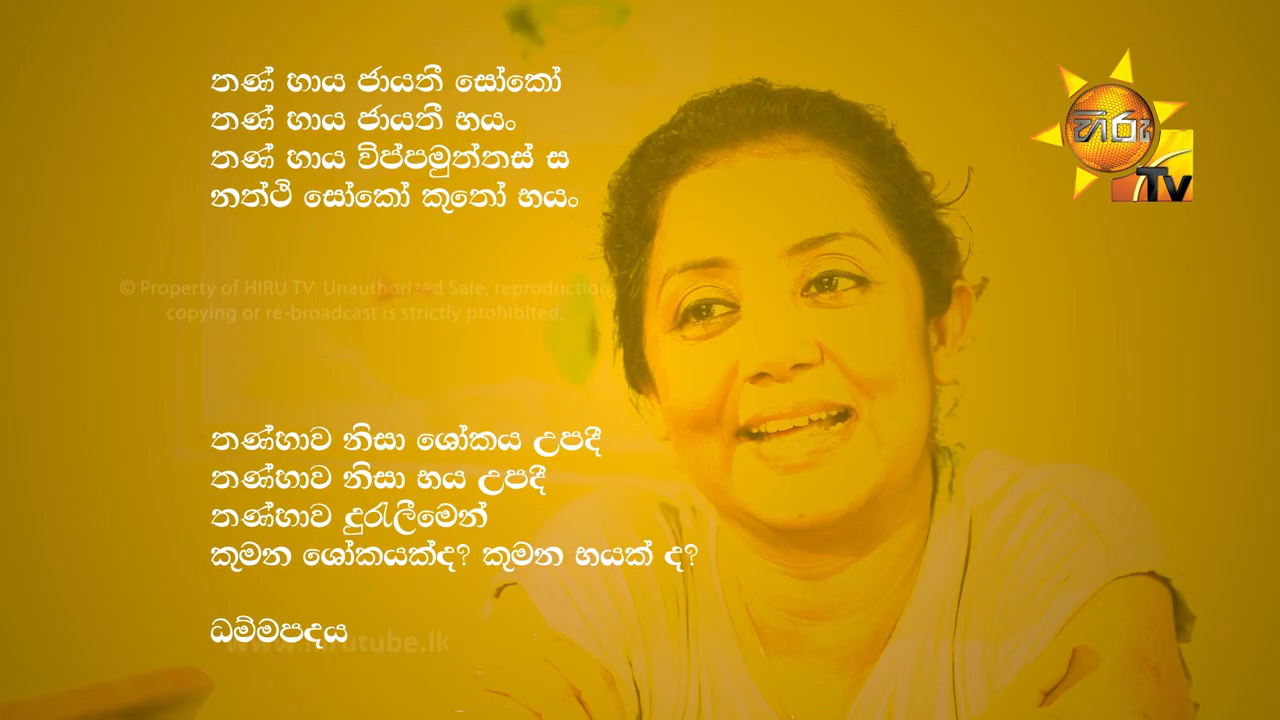 තණ් හාය ජායතී සෝකෝ
තණ් හාය ජායතී භයං
තණ් හාය විප්පමුත්තස් ස
නත්ථි සෝකෝ කුතෝ භයං
හිරු
TV
© Property of HIRU TV. Unauthorized Sale, reproduction,
copying or re-broadcast is strictly prohibited.
තණ්හාව නිසා ශෝකය උපදී
තණ්හාව නිසා භය උපදී
තණ්හාව දුරැලීමෙන්
කුමන ශෝකයක්ද? කුමන භයක් ද?
ධම්මපදය
www.hirutube.lk